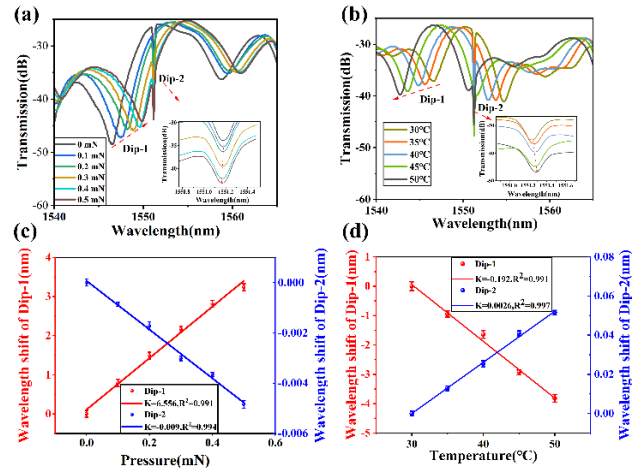 (a)
Dip-2
Dip-1
Transmission(dB)
-30
-40
-50
-60
0 mN
0.1 mN
0.2 mN
0.3 mN
0.4 mN
0.5 mN
Transmission(dB)
Wavelength(nm)
1540
1550
1560
Wavelength(nm)
(b)
Dip-1
Dip-2
Transmission(dB)
-30
-40
-50
-60
30°C
35°C
40°C
45°C
50°C
Transmission(dB)
Wavelength(nm)
1540
1550
1560
Wavelength(nm)
(c)
Wavelength shift of Dip-1(nm)
4
3
2
1
0
Dip-1
K=6.556,R²=0.991
Dip-2
K=-0.009,R²=0.994
0.000
-0.002
-0.004
-0.006
Wavelength shift of Dip-2(nm)
0.0
0.2
0.4
0.6
Pressure(mN)
(d)
Wavelength shift of Dip-1(nm)
1
0
-1
-2
-3
-4
-5
Dip-1
K=-0.192,R²=0.991
Dip-2
K=0.0026,R²=0.997
0.08
0.06
0.04
0.02
0.00
Wavelength shift of Dip-2(nm)
30
40
50
Temperature(°C)